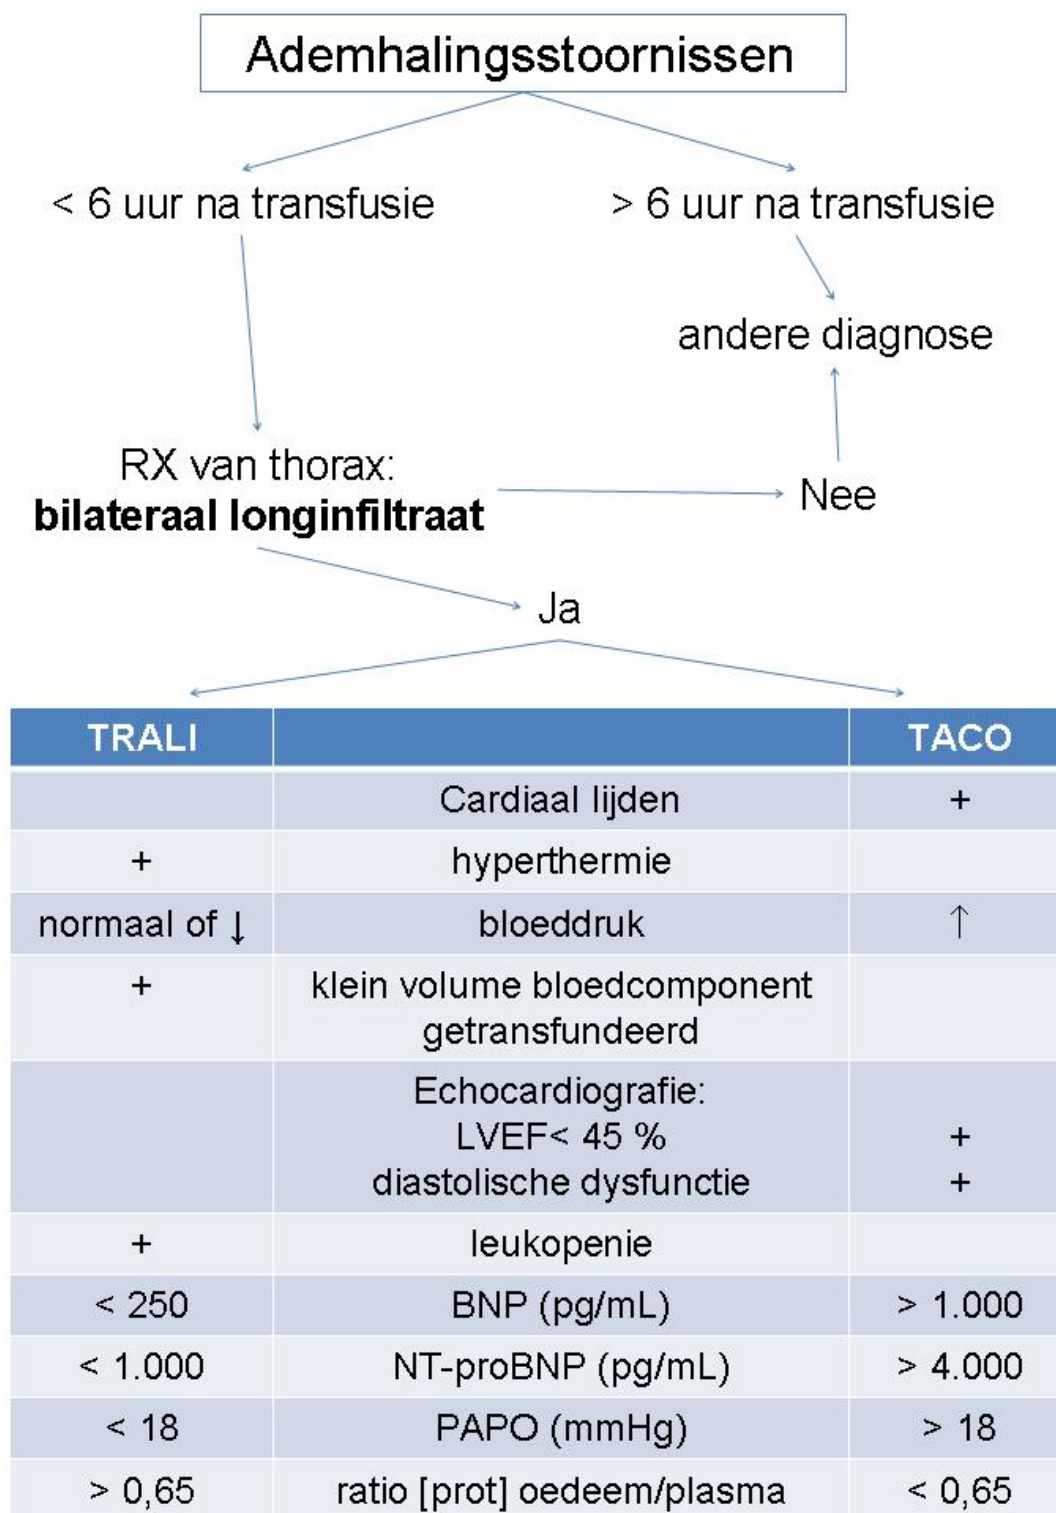 Ademhalingsstoornissen
< 6 uur na transfusie
> 6 uur na transfusie
andere diagnose
RX van thorax:
bilateraal longinfiltraat
Nee
Ja
TRALI TACO
Cardiaal lijden +
+ hyperthermie
normaal of ↓ bloeddruk ↑
+ klein volume bloedcomponent
getransfundeerd
Echocardiografie:
LVEF< 45 % +
diastolische dysfunctie +
+ leukopenie
< 250 BNP (pg/mL) > 1.000
< 1.000 NT-proBNP (pg/mL) > 4.000
< 18 PAPO (mmHg) > 18
> 0,65 ratio [prot] oedeem/plasma < 0,65